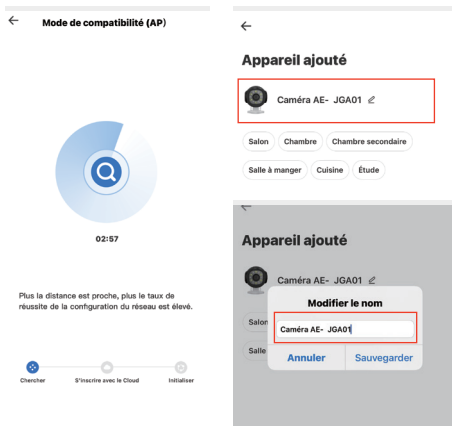 Mode de compatibilité (AP)
02:57
Plus la distance est proche, plus le taux de
réussite de la configuration du réseau est élevé.
Chercher S'inscrire avec le Cloud Initialiser
Appareil ajouté
Caméra AE- JGA01
Salon Chambre Chambre secondaire
Salle à manger Cuisine Étude
Appareil ajouté
Caméra AE- JGA01
Modifier le nom
Salon
Caméra AE- JGA01
Salle
Annuler Sauvegarder